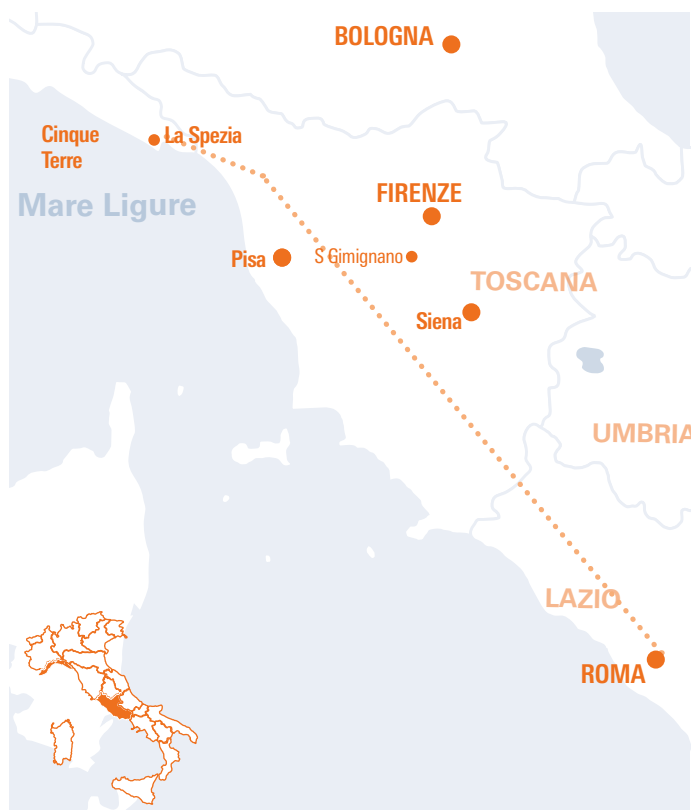 BOLOGNA
Cinque
Terre
La Spezia
Mare Ligure
FIRENZE
Pisa
S Gimignano
TOSCANA
Siena
UMBRIA
LAZIO
ROMA